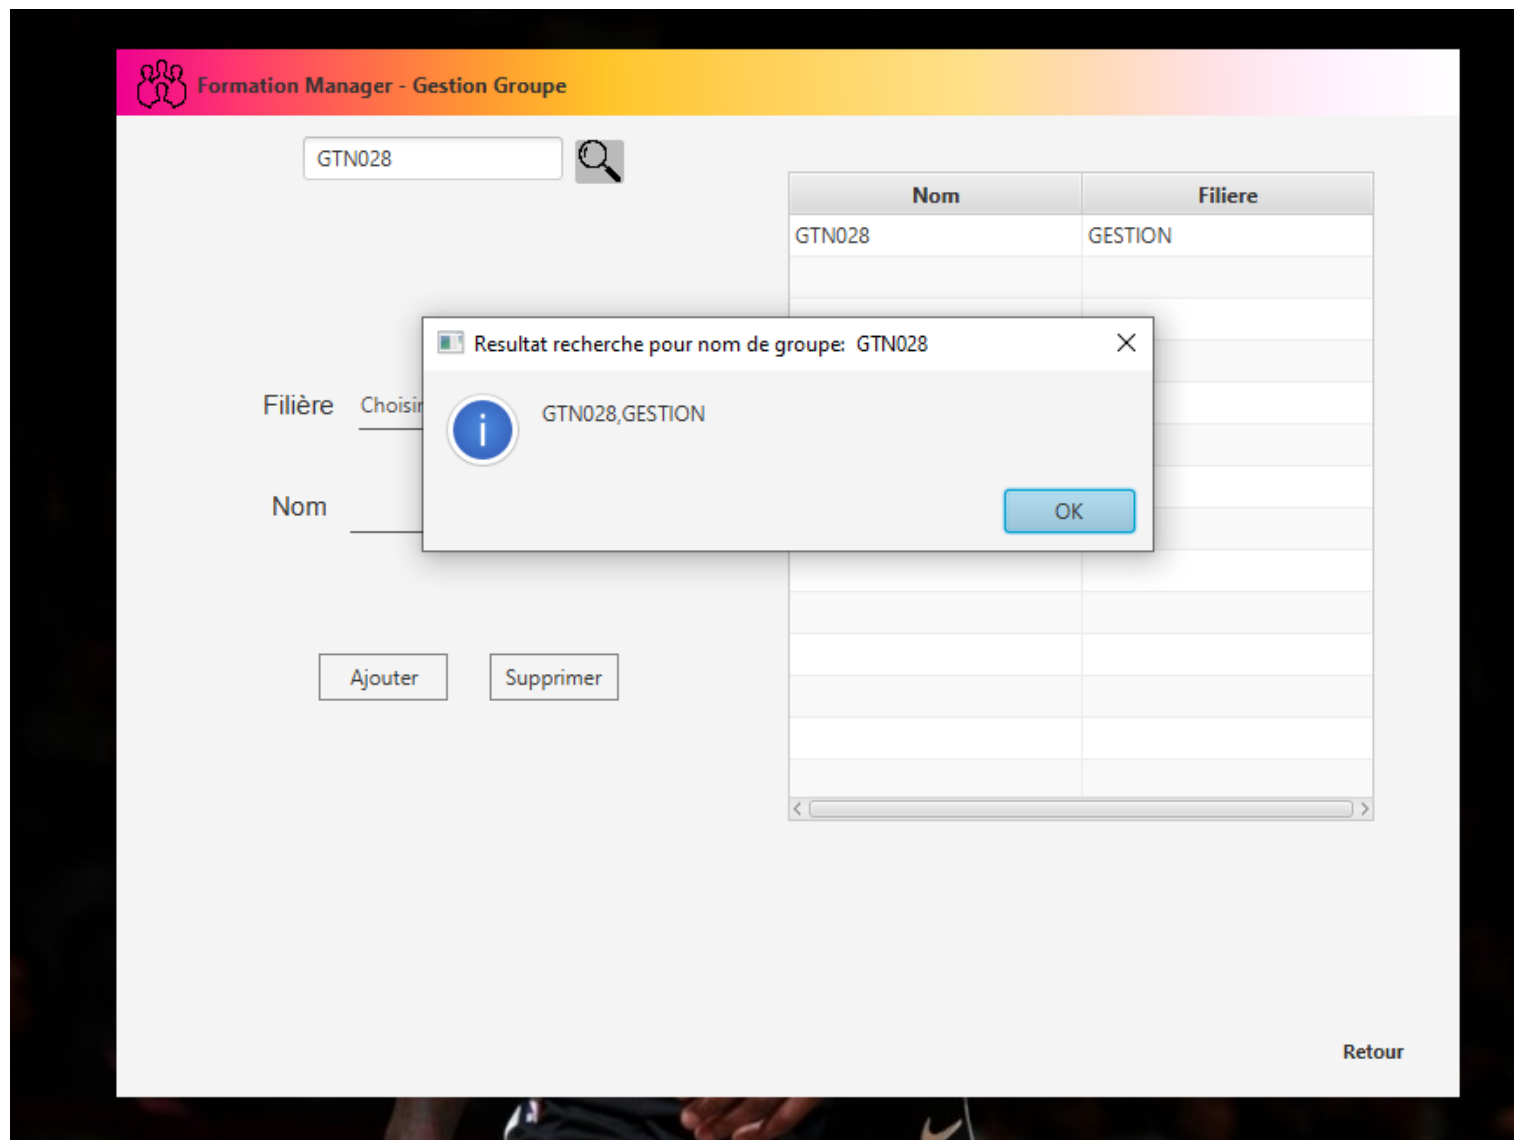 Formation Manager - Gestion Groupe
GTN028
Nom Filiere
GTN028 GESTION
Resultat recherche pour nom de groupe: GTN028
GTN028,GESTION
OK
Filière Choisir
Nom
Ajouter Supprimer
Retour